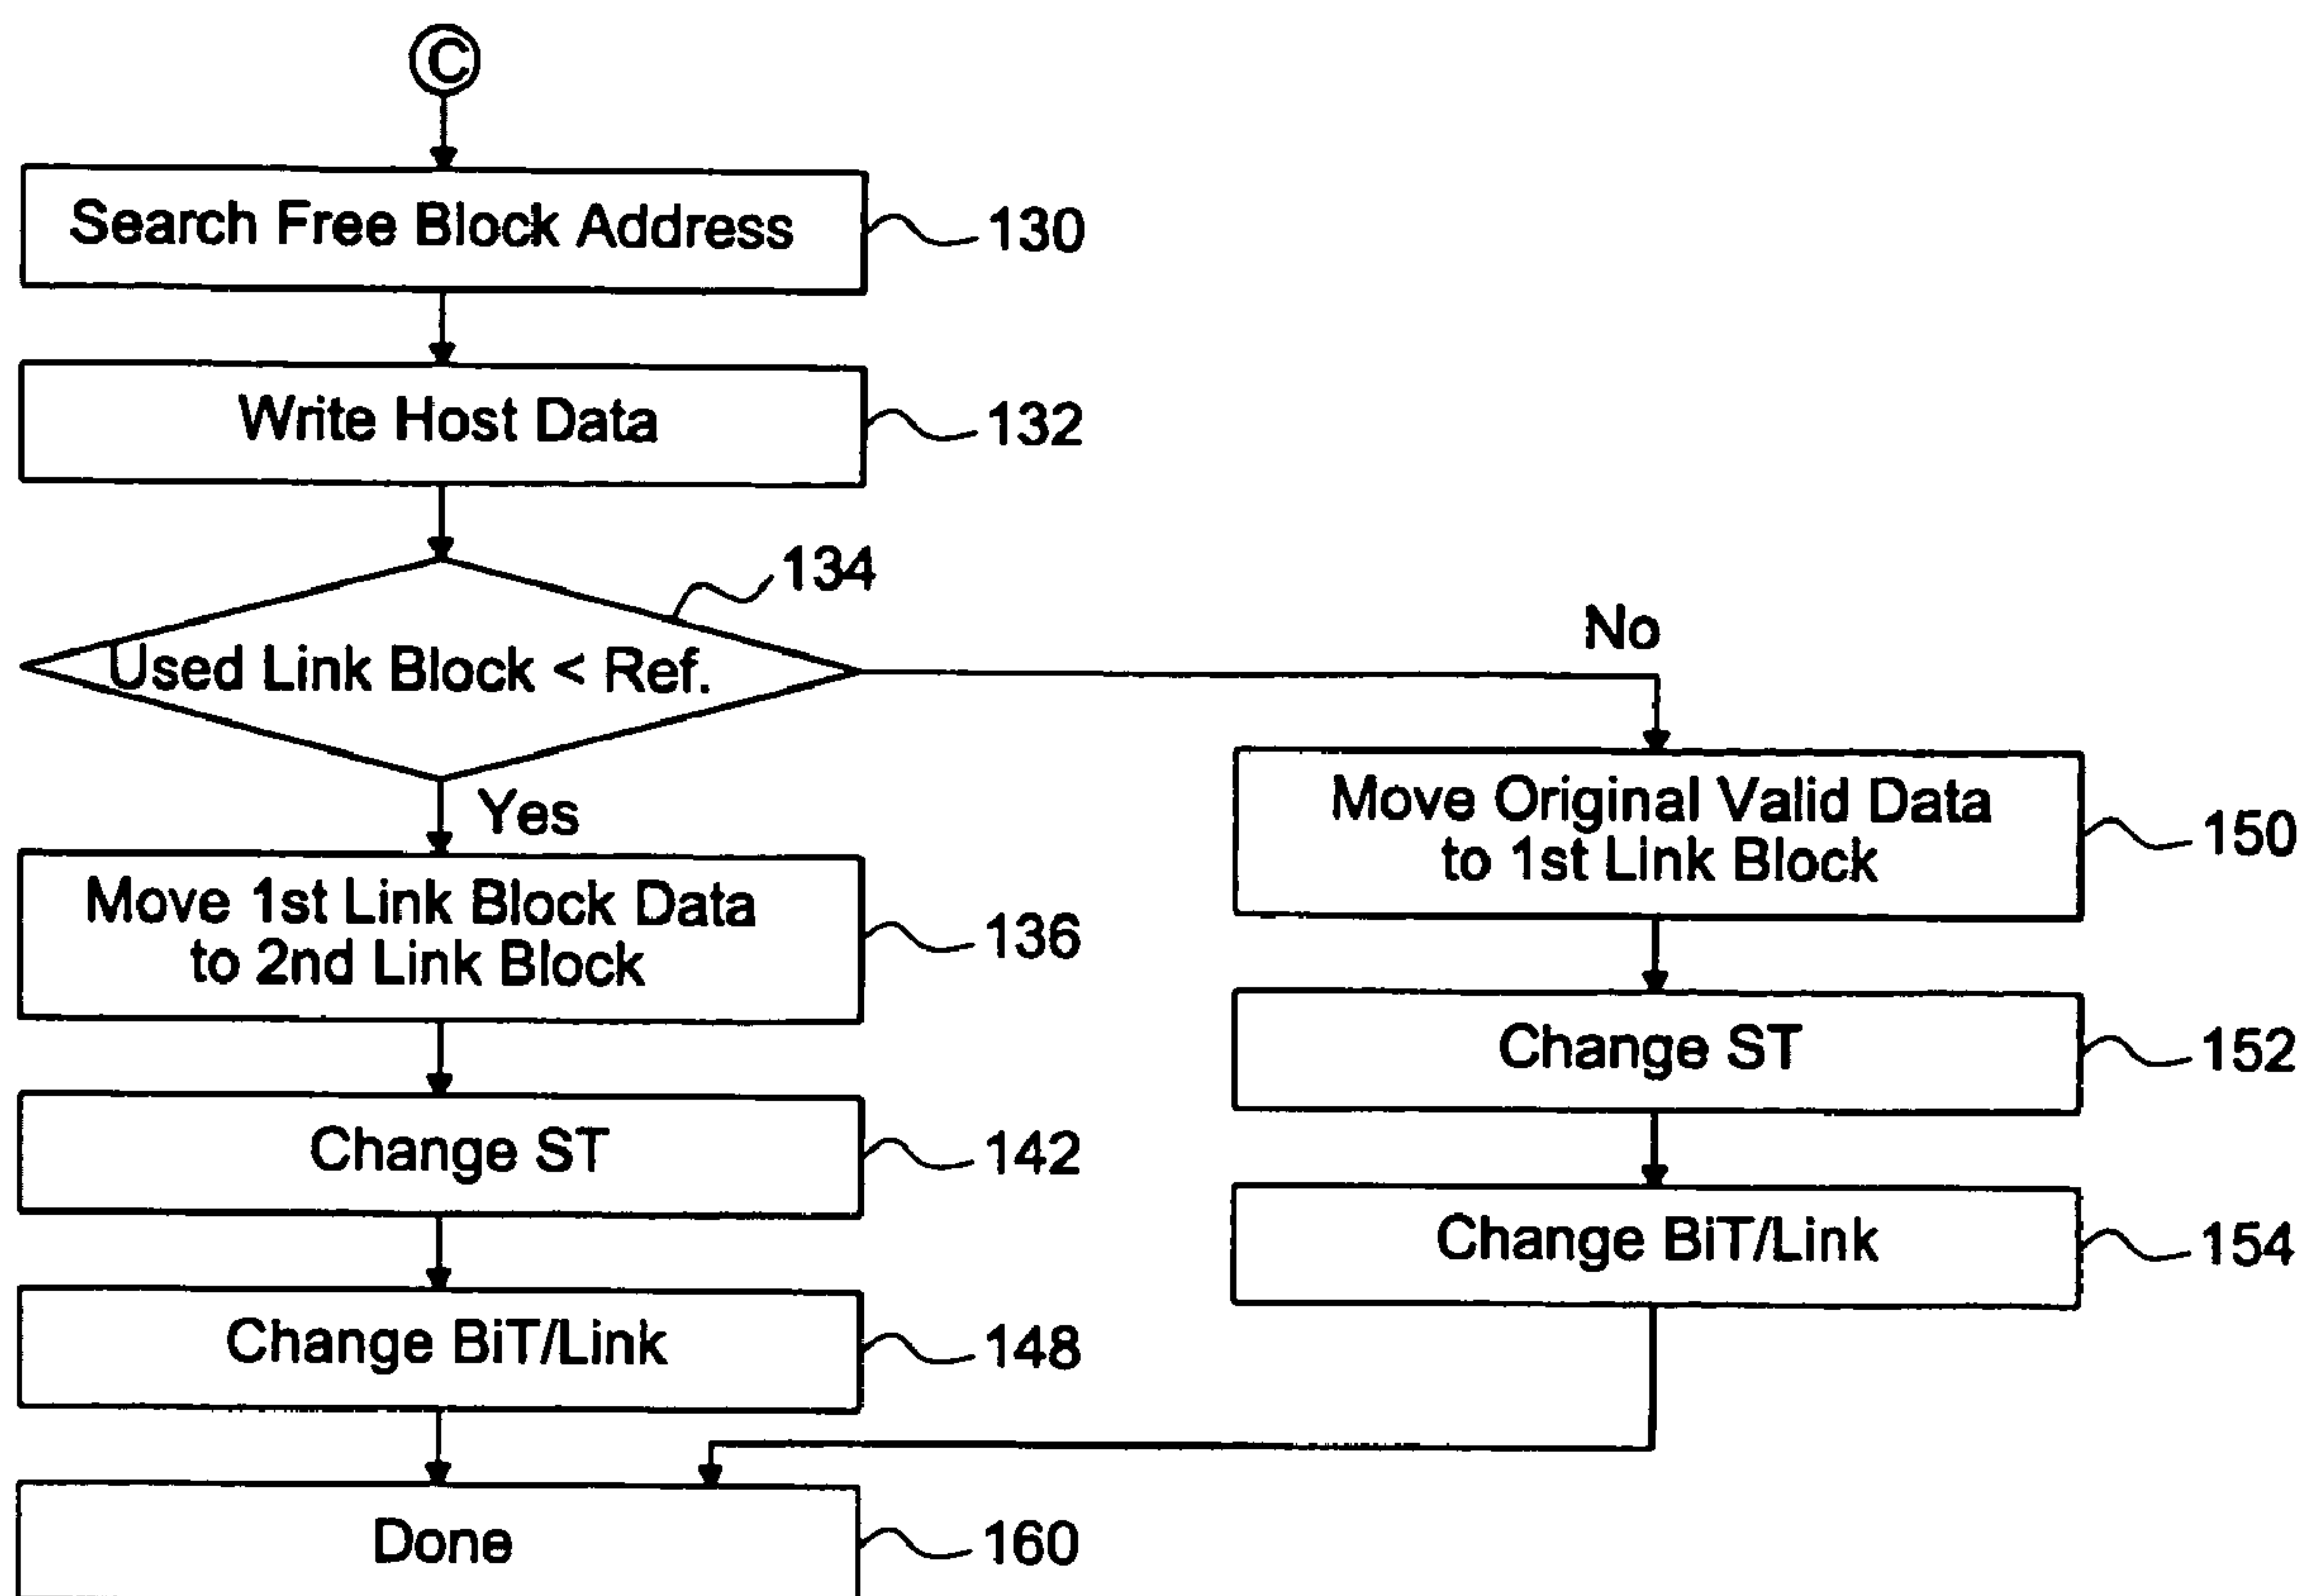 C
Search Free Block Address
130
Write Host Data
132
134
Used Link Block < Ref.
No
Yes
Move 1st Link Block Data
to 2nd Link Block
136
Change ST
142
Change BiT/Link
148
Move Original Valid Data
to 1st Link Block
150
Change ST
152
Change BiT/Link
154
Done
160